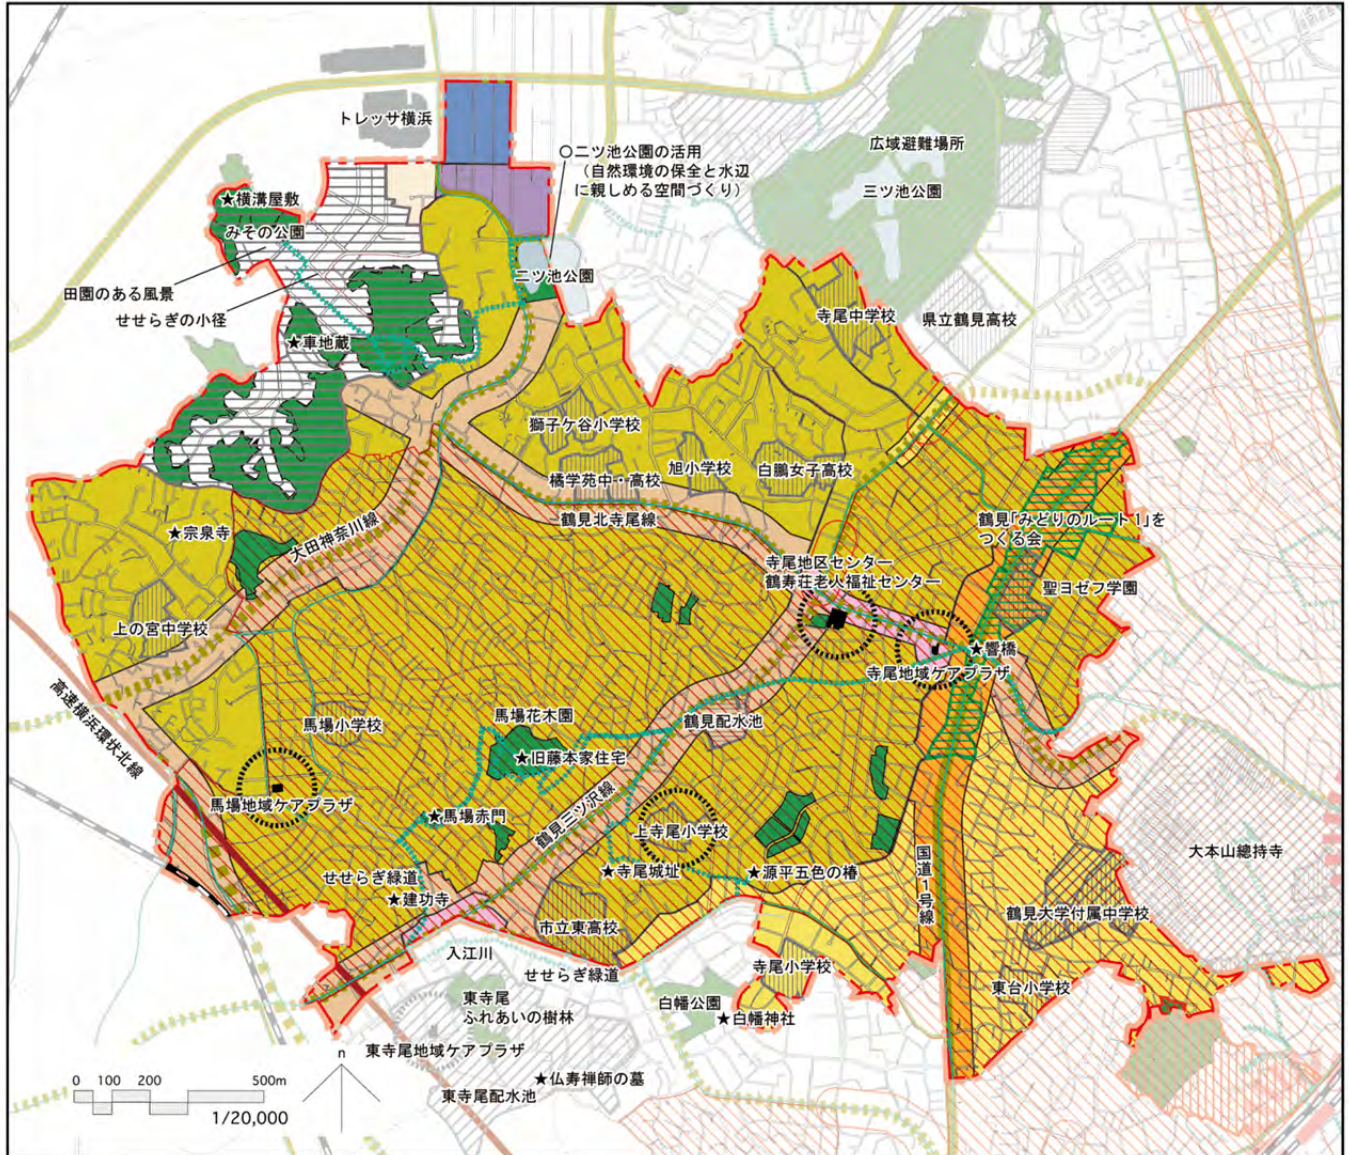 トレッサ横浜
○二ツ池公園の活用
（自然環境の保全と水辺
に親しめる空間づくり）
広域避難場所
三ツ池公園
★横溝屋敷
みその公園
田園のある風景
せせらぎの小径
二ツ池公園
★車地蔵
寺尾中学校
県立鶴見高校
獅子ケ谷小学校
橘学苑中・高校
旭小学校
白鵬女子高校
鶴見北寺尾線
大田神奈川線
★宗泉寺
鶴見「みどりのルート1」を
つくる会
寺尾地区センター
鶴寿荘老人福祉センター
聖ヨゼフ学園
上の宮中学校
★響橋
寺尾地域ケアプラザ
高速横浜環状北線
馬場小学校
馬場花木園
★旧藤本家住宅
鶴見配水池
馬場地域ケアプラザ
★馬場赤門
鶴見三ツ沢線
上寺尾小学校
国道1号線
大本山總持寺
せせらぎ緑道
★建功寺
★寺尾城址
★源平五色の椿
市立東高校
鶴見大学付属中学校
入江川
せせらぎ緑道
寺尾小学校
東台小学校
東寺尾
ふれあいの樹林
白幡公園
★白幡神社
東寺尾地域ケアプラザ
★仏寿禅師の墓
東寺尾配水池
n
0 100 200 500m
1/20,000